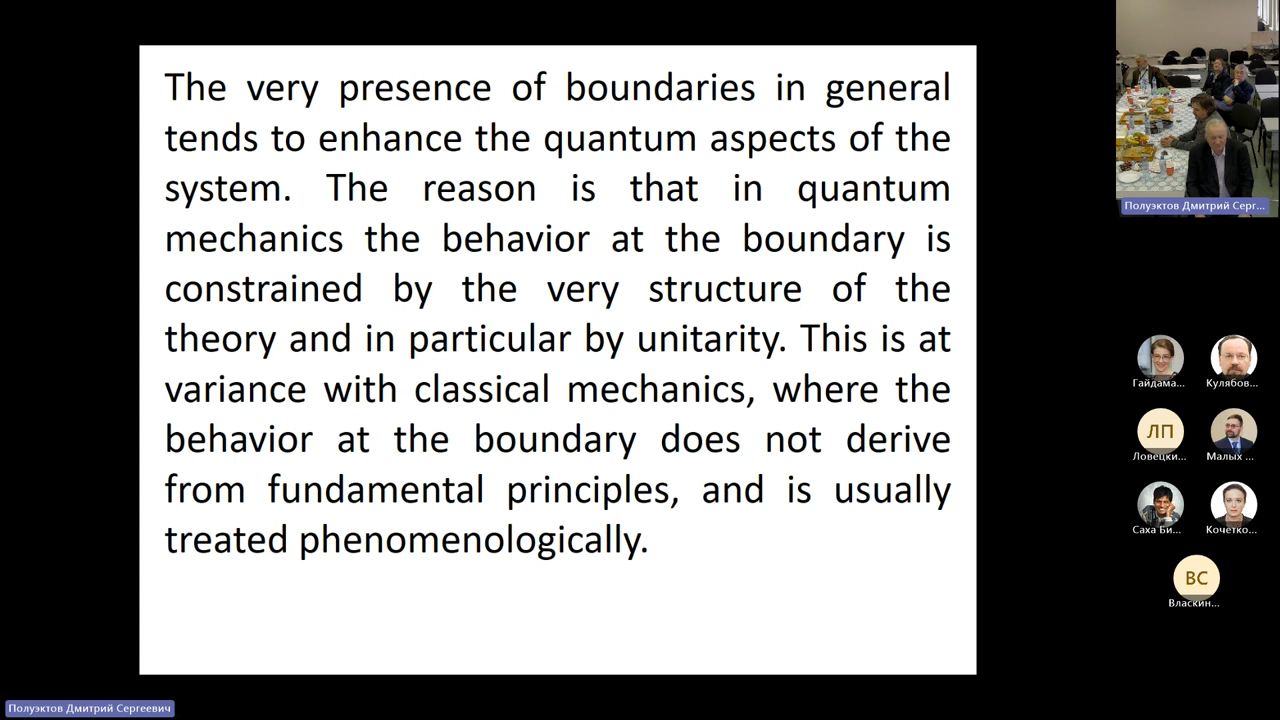 The very presence of boundaries in general
tends to enhance the quantum aspects of the
system. The reason is that in quantum
mechanics the behavior at the boundary is
constrained by the very structure of the
theory and in particular by unitarity. This is at
variance with classical mechanics, where the
behavior at the boundary does not derive
from fundamental principles, and is usually
treated phenomenologically.
Полуэктов Дмитрий Серг...
Гайдама...
Кулябов...
ЛП
Ловецки...
Малых ...
Саха Би...
Кочетко...
ВС
Власкин...
Полуэктов Дмитрий Сергеевич